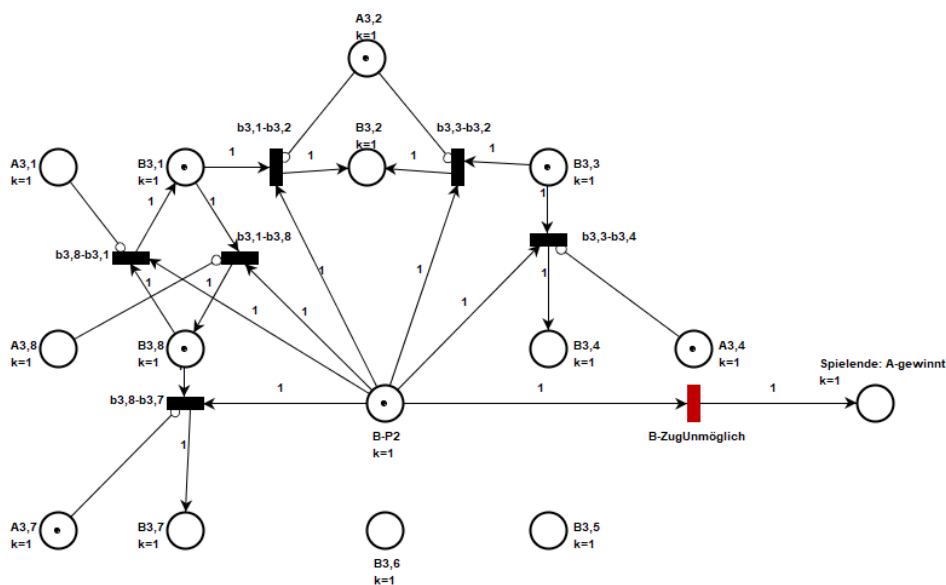 A3,2
k=1
b3,1-b3,2
B3,2
k=1
b3,3-b3,2
A3,1
k=1
B3,1
k=1
1
1
1
1
B3,3
k=1
1
1
1
b3,8-b3,1
b3,1-b3,8
b3,3-b3,4
1
1
1
1
1
1
1
A3,8
k=1
B3,8
k=1
B3,4
k=1
A3,4
k=1
Spielende: A-gewinnt
k=1
b3,8-b3,7
1
1
1
B-P2
k=1
B-ZugUnmöglich
1
A3,7
k=1
B3,7
k=1
B3,6
k=1
B3,5
k=1